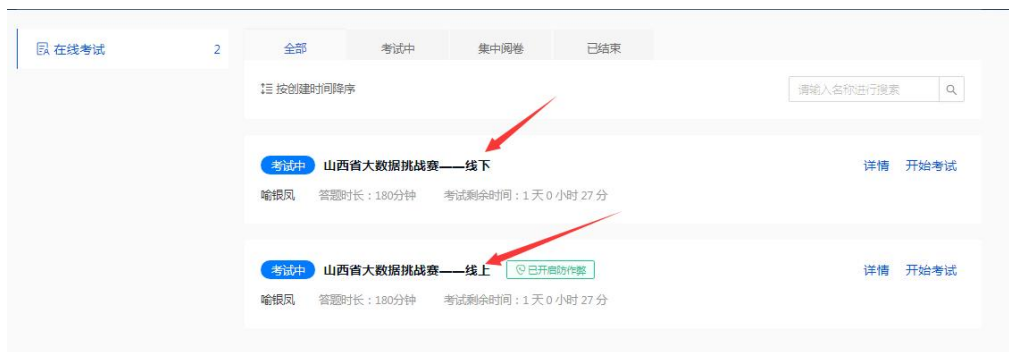 在线考试 2
全部 考试中 集中阅卷 已结束
按创建时间降序 请输入名称进行搜索
考试中 山西省大数据挑战赛——线下 详情 开始考试
喻银凤 答题时长：180分钟 考试剩余时间：1天0小时27分
考试中 山西省大数据挑战赛——线上 已开启防作弊 详情 开始考试
喻银凤 答题时长：180分钟 考试剩余时间：1天0小时27分